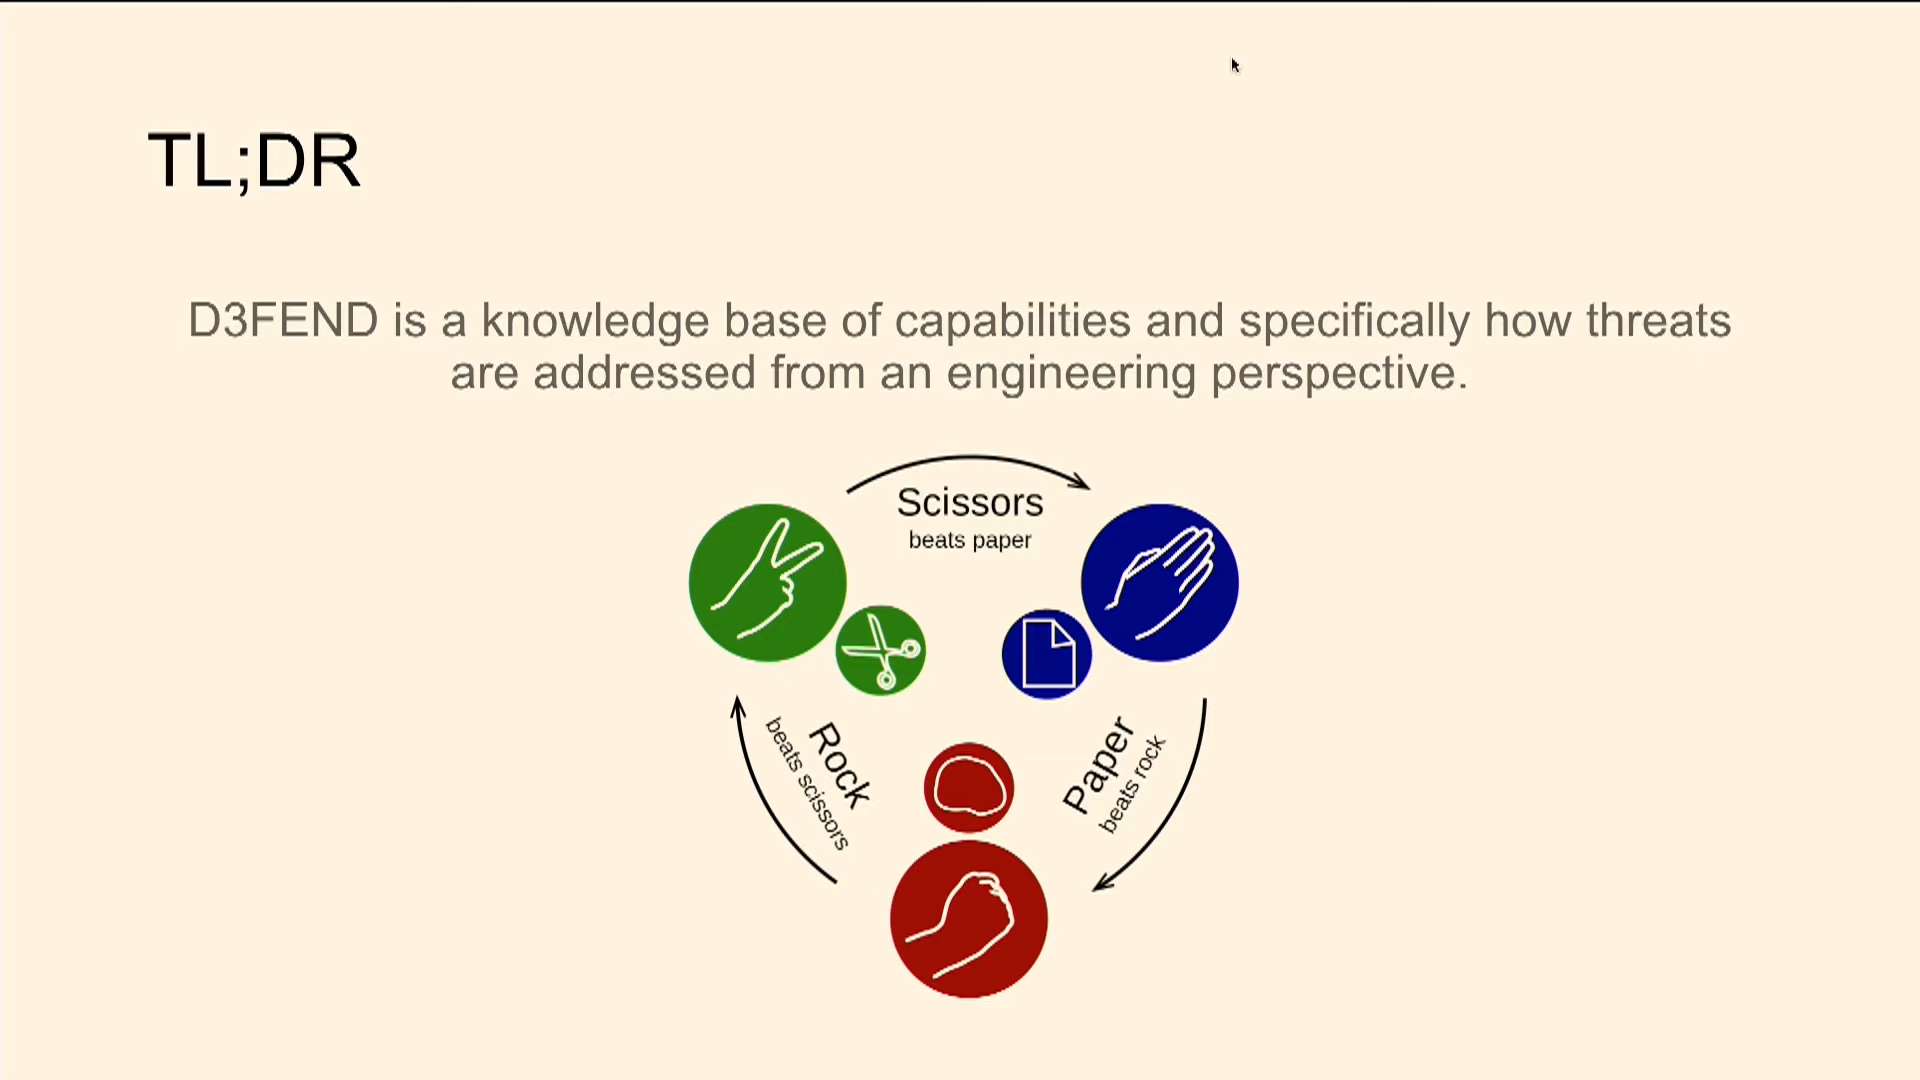 TL;DR
D3FEND is a knowledge base of capabilities and specifically how threats
are addressed from an engineering perspective.
Scissors
beats paper
Rock
beats scissors
Paper
beats rock